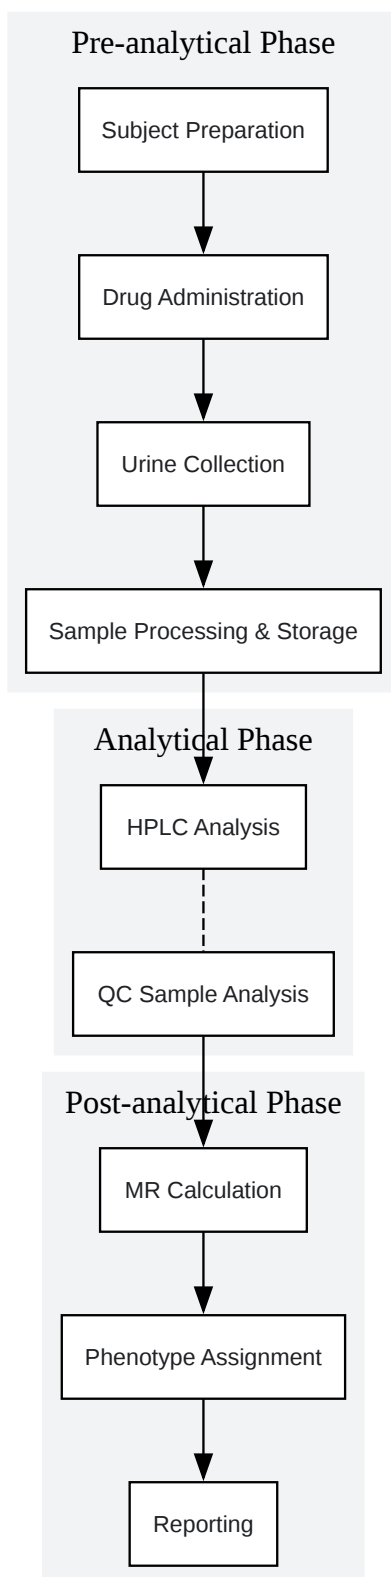 Pre-analytical Phase
Subject Preparation
Drug Administration
Urine Collection
Sample Processing & Storage
Analytical Phase
HPLC Analysis
QC Sample Analysis
Post-analytical Phase
MR Calculation
Phenotype Assignment
Reporting